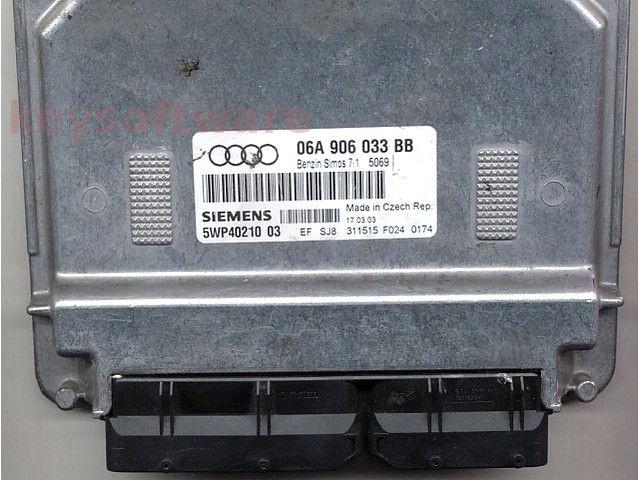 keysoftware
06A 906 033 BB
Benzin Simos 7.1 5069
SIEMENS
Made in Czech Rep.
17.03.03
5WP40210 03 EF SJ8 311515 F024 0174